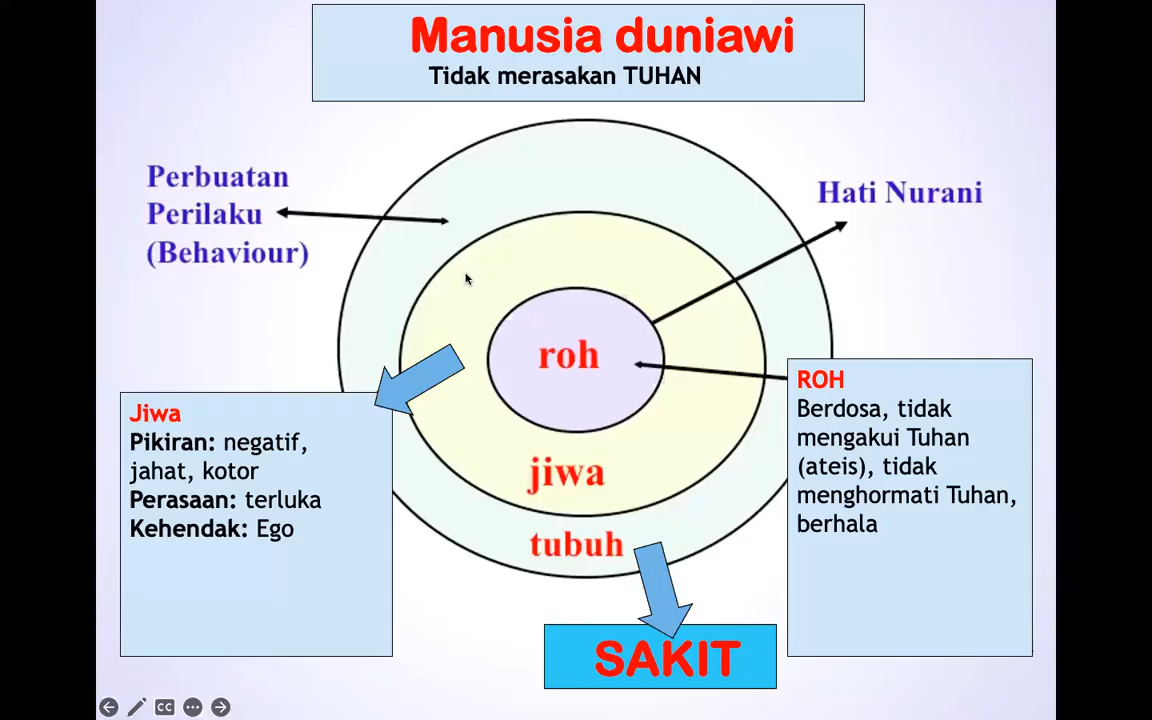 Manusia duniawi
Tidak merasakan TUHAN
Perbuatan
Perilaku
(Behaviour)
Hati Nurani
roh
jiwa
tubuh
Jiwa
Pikiran: negatif,
jahat, kotor
Perasaan: terluka
Kehendak: Ego
ROH
Berdosa, tidak
mengakui Tuhan
(ateis), tidak
menghormati Tuhan,
berhala
SAKIT
CC